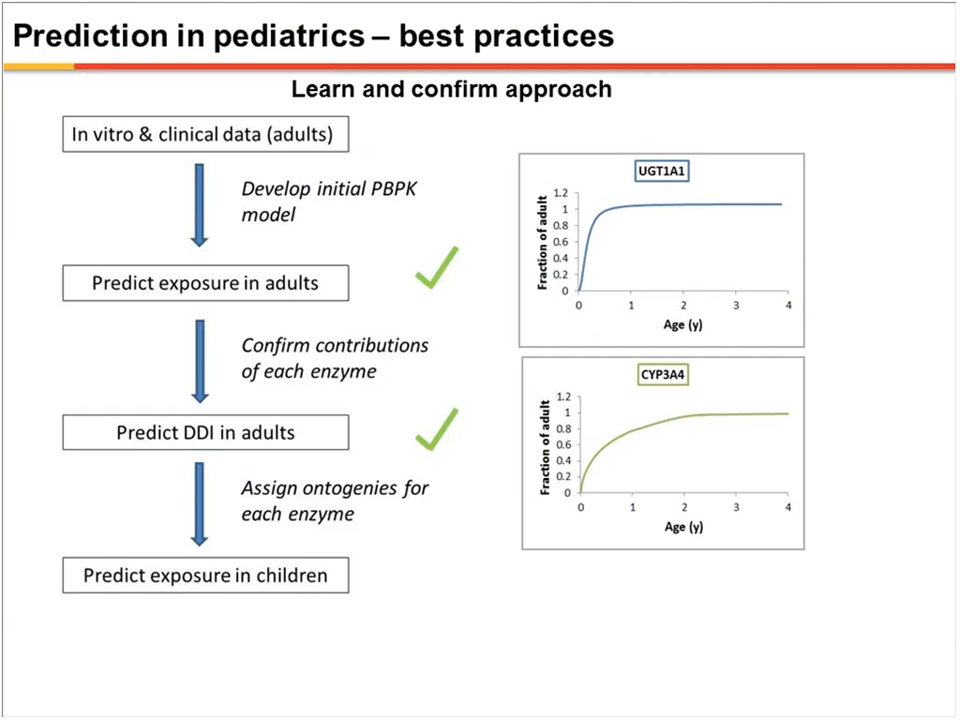 Prediction in pediatrics – best practices
Learn and confirm approach
In vitro & clinical data (adults)
Develop initial PBPK
model
Predict exposure in adults
Confirm contributions
of each enzyme
Predict DDI in adults
Assign ontogenies for
each enzyme
Predict exposure in children
UGT1A1
Fraction of adult
1.2
1
0.8
0.6
0.4
0.2
0
0 1 2 3 4
Age (y)
CYP3A4
Fraction of adult
1.2
1
0.8
0.6
0.4
0.2
0
0 1 2 3 4
Age (y)